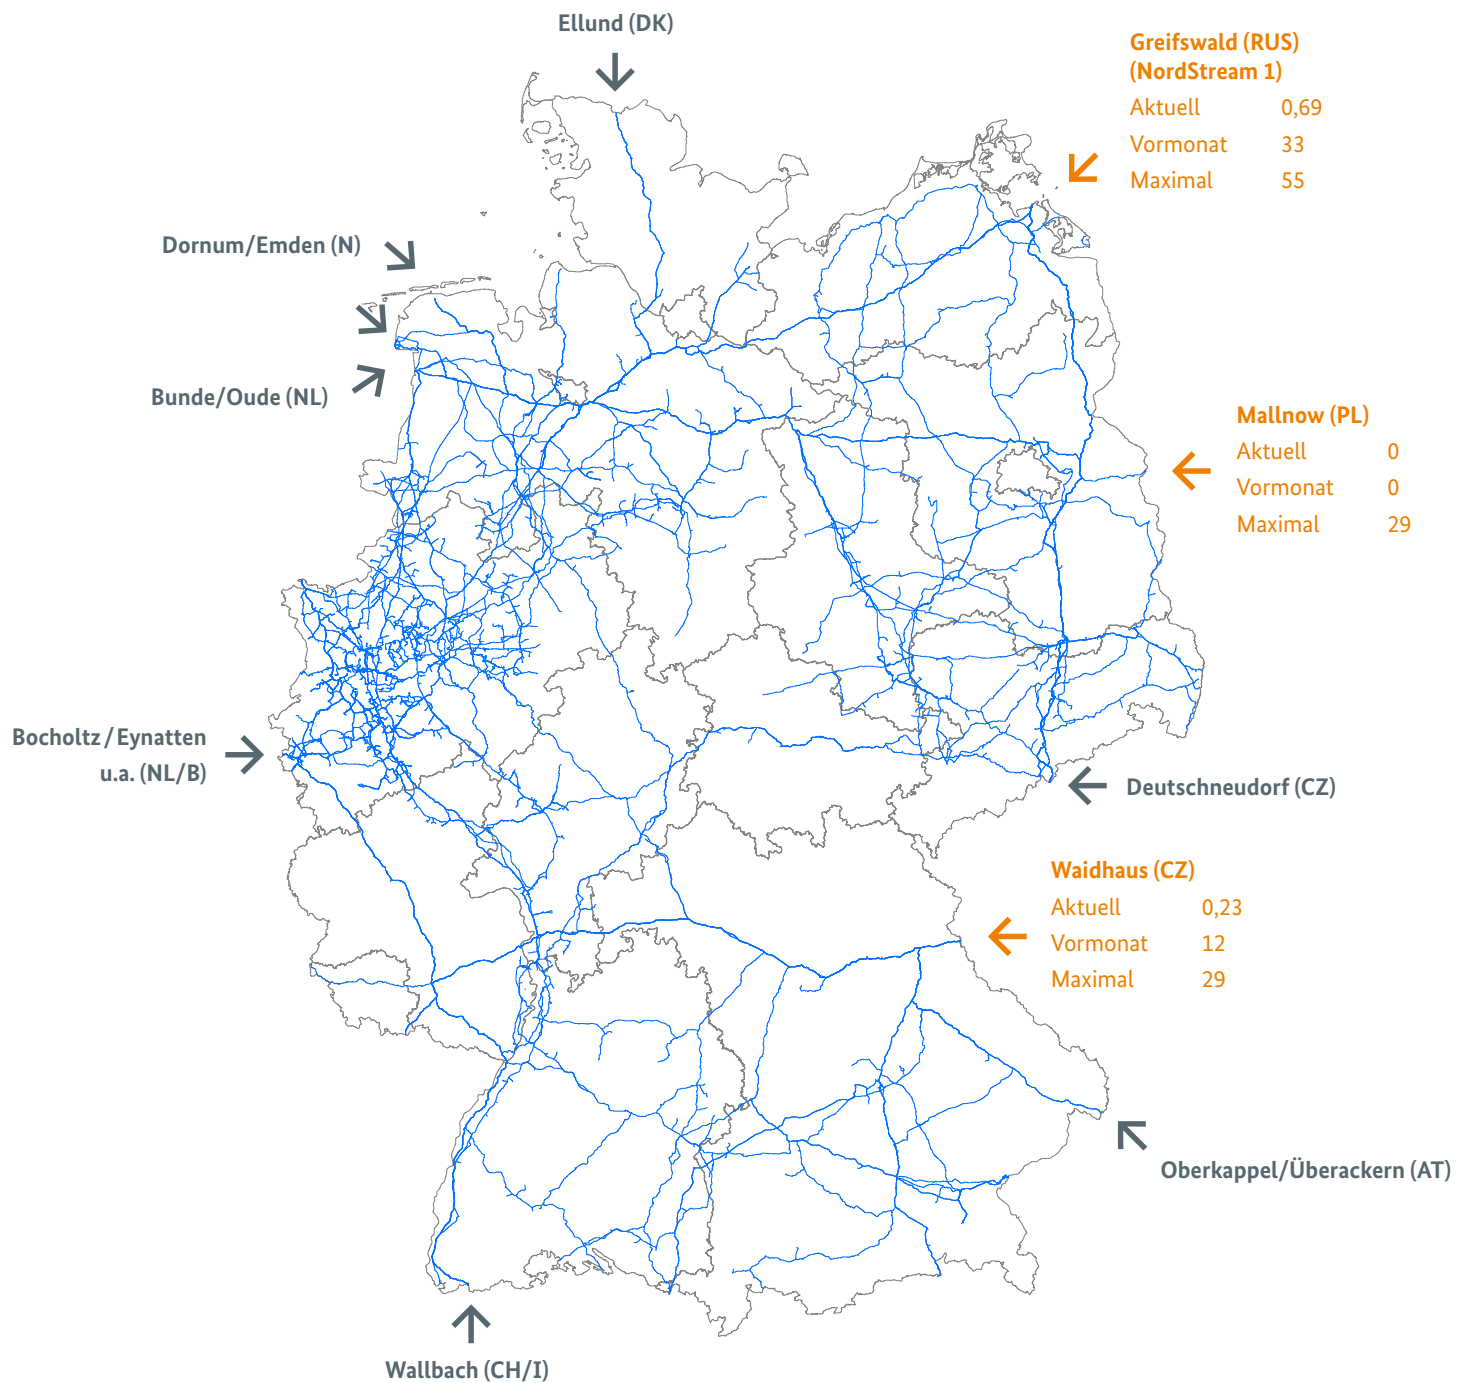 Ellund (DK)
Greifswald (RUS)
(NordStream 1)
Aktuell 0,69
Vormonat 33
Maximal 55
Dornum/Emden (N)
Bunde/Oude (NL)
Mallnow (PL)
Aktuell 0
Vormonat 0
Maximal 29
Bocholtz / Eynatten
u.a. (NL/B)
Deutschneudorf (CZ)
Waidhaus (CZ)
Aktuell 0,23
Vormonat 12
Maximal 29
Oberkappel/Überackern (AT)
Wallbach (CH/I)